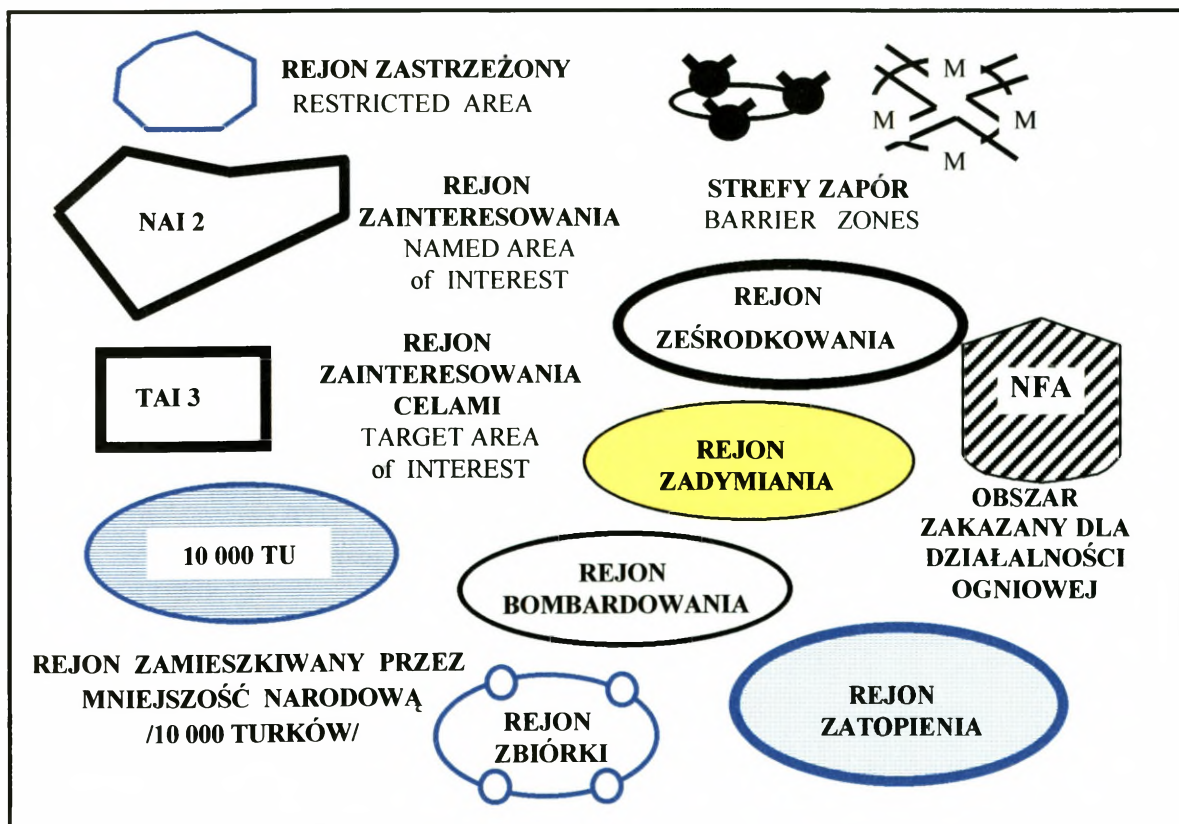 REJON ZASTRZEŻONY
RESTRICTED AREA
M
M
M
M
STREFY ZAPÓR
BARRIER ZONES
NAI 2
REJON
ZAINTERESOWANIA
NAMED AREA
of INTEREST
REJON
ZEŚRODKOWANIA
TAI 3
REJON
ZAINTERESOWANIA
CELAMI
TARGET AREA
of INTEREST
NFA
OBSZAR
ZAKAZANY DLA
DZIAŁALNOŚCI
OGNIOWEJ
REJON
ZADYMIANIA
10 000 TU
REJON ZAMIESZKIWANY PRZEZ
MNIEJSZOŚĆ NARODOWĄ
/10 000 TURKÓW/
REJON
BOMBARDOWANIA
REJON
ZBIÓRKI
REJON
ZATOPIENIA